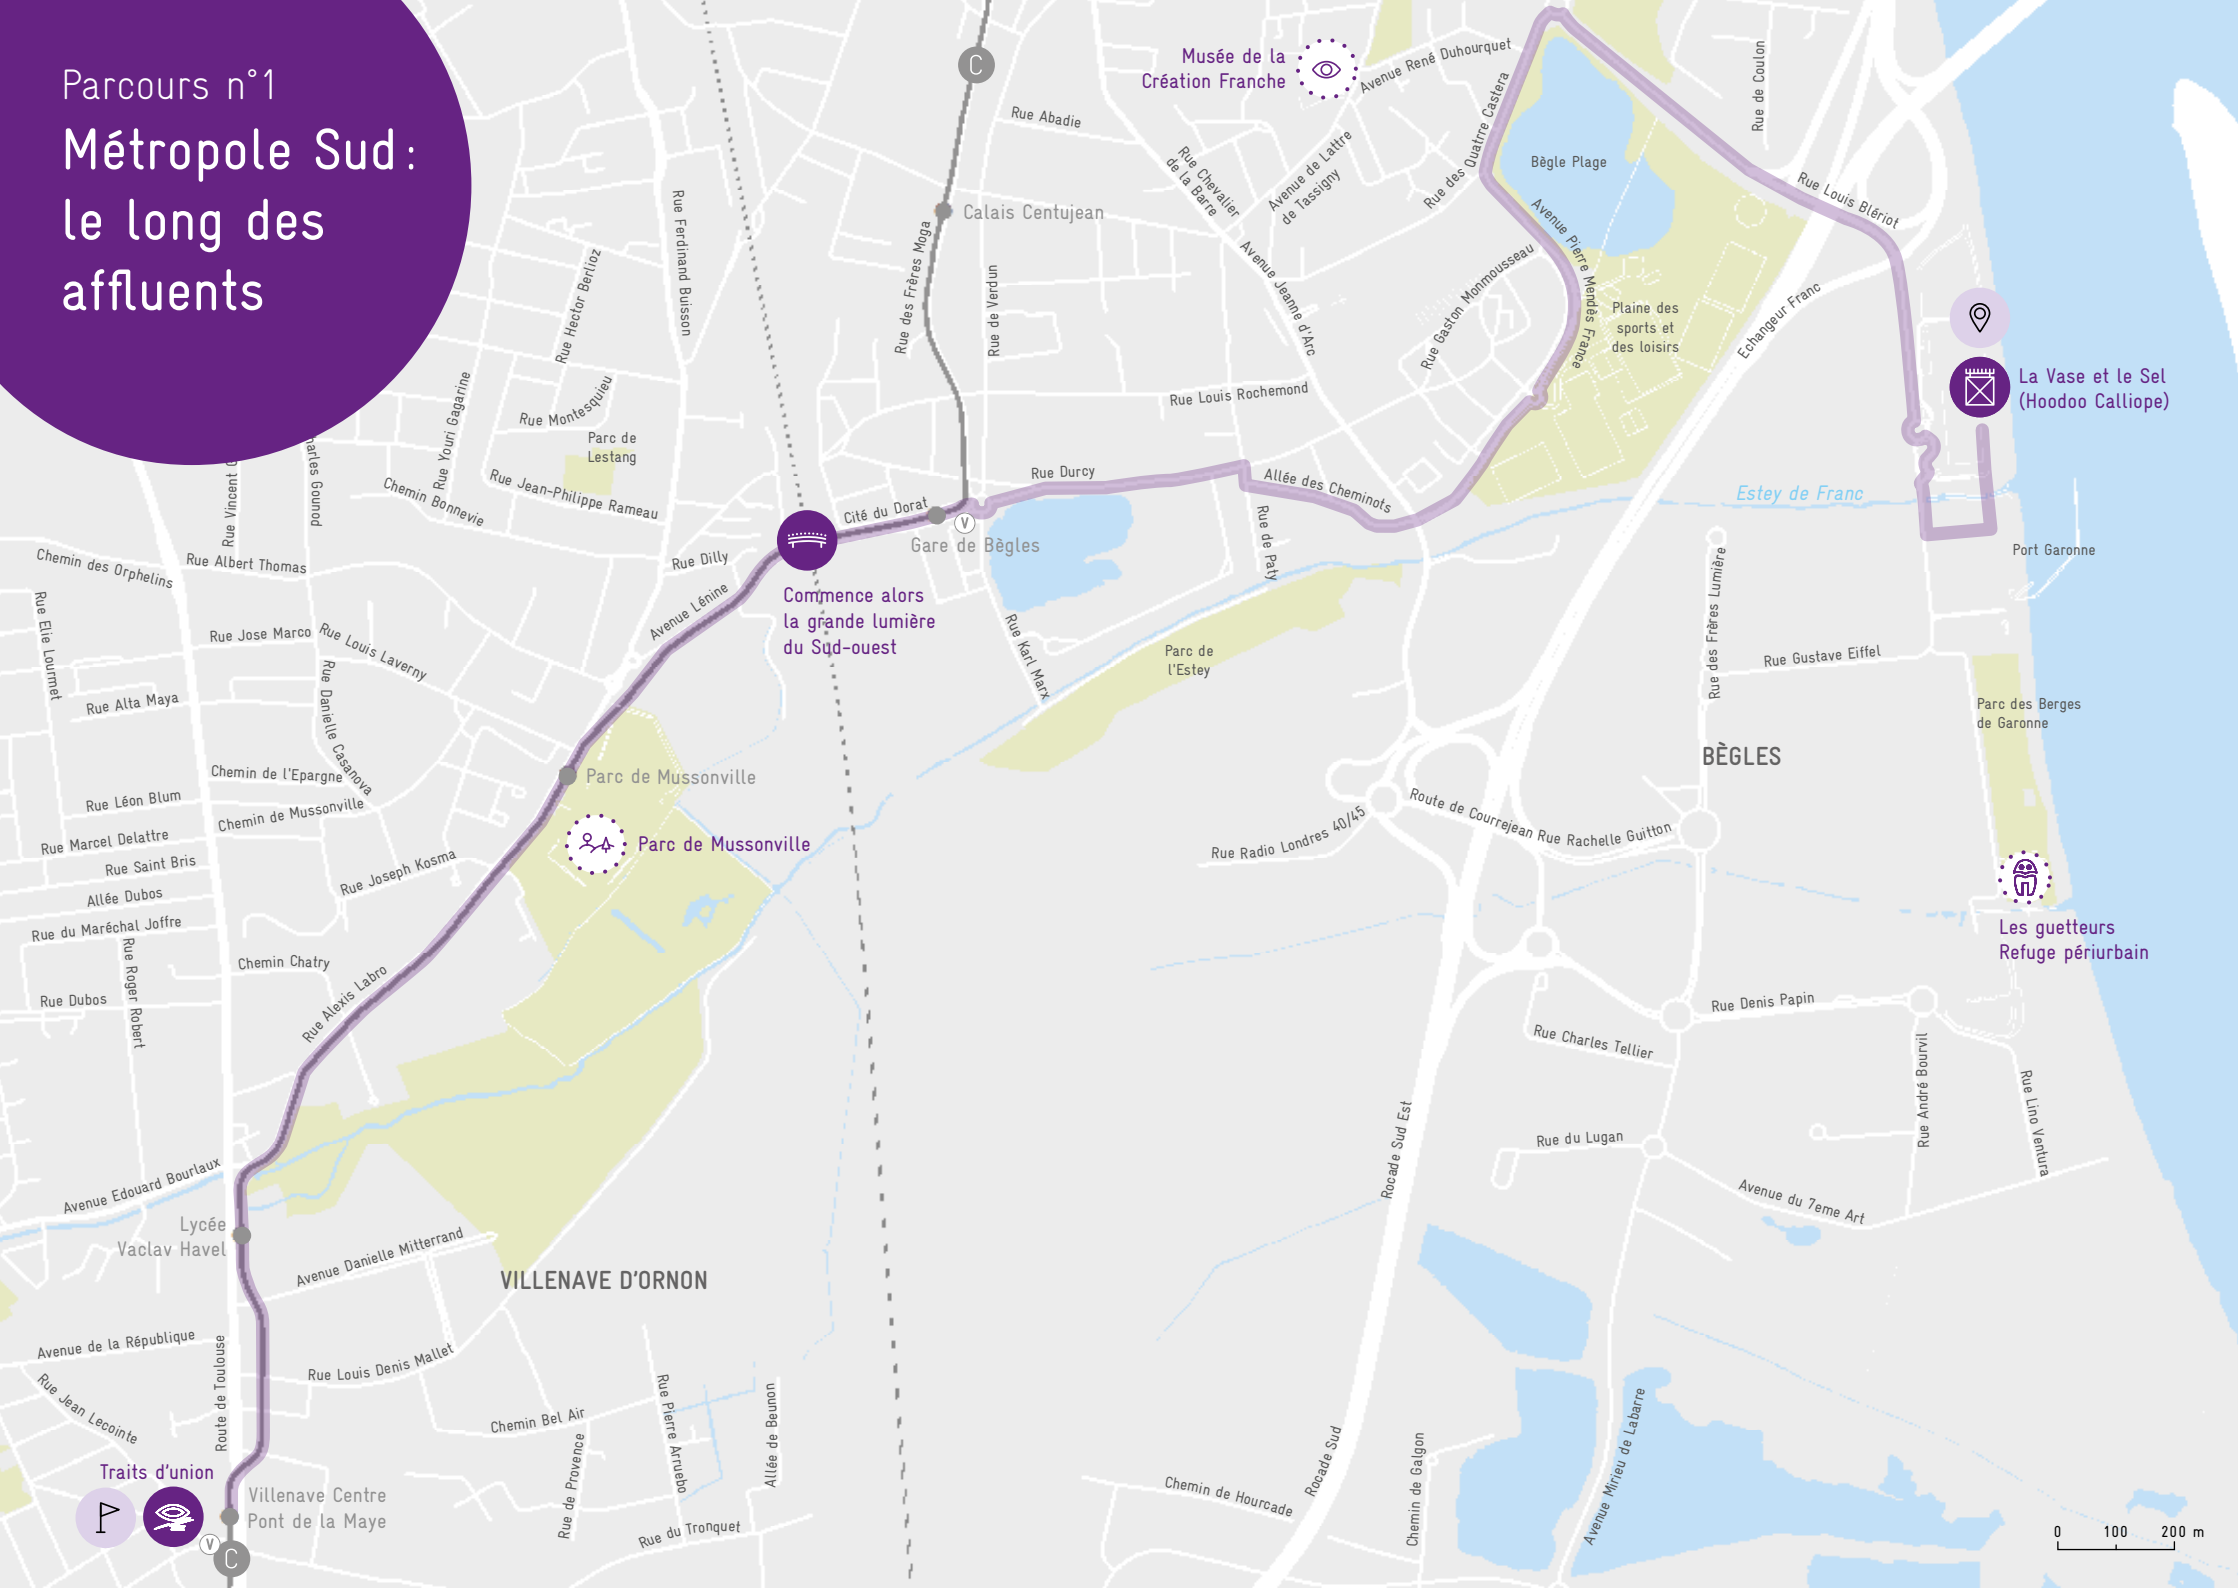 Parcours n°1
Métropole Sud :
le long des
affluents
Musée de la
Création Franche
Avenue René Duhourquet
Rue de Coulon
C
Rue Abadie
Rue Chevalier
de la Barre
Avenue de Lattre
de Tassigny
Rue des Quatre Castera
Bègle Plage
Rue Louis Blériot
Calais Centujean
Rue Ferdinand Buisson
Rue des Frères Moga
Rue de Verdun
Avenue Jeanne d'Arc
Rue Gaston Monmousseau
Avenue Pierre Mendès France
Plaine des
sports et
des loisirs
Echangeur Franc
Rue Hector Berlioz
La Vase et le Sel
(Hoodoo Calliope)
Rue Youri Gagarine
Rue Montesquieu
Parc de
Lestang
Rue Louis Rochemond
Rue Vincent
harles Gounod
Chemin Bonnevie
Rue Jean-Philippe Rameau
Rue Durcy
Allée des Cheminots
Cité du Dorat
V
Gare de Bègles
Rue de Paty
Estey de Franc
Port Garonne
Chemin des Orphelins
Rue Albert Thomas
Rue Dilly
Avenue Lénine
Commence alors
la grande lumière
du Sud-ouest
Rue Elie Lourmet
Rue Jose Marco
Rue Louis Laverny
Rue Karl Marx
Parc de
l'Estey
Rue des Frères Lumière
Rue Gustave Eiffel
Rue Alta Maya
Rue Danielle Casanova
Parc des Berges
de Garonne
BÈGLES
Chemin de l'Epargne
Parc de Mussonville
Rue Léon Blum
Chemin de Mussonville
Route de Courrejean
Rue Rachelle Guitton
Rue Radio Londres 40/45
Rue Marcel Delattre
Parc de Mussonville
Rue Saint Bris
Rue Joseph Kosma
Allée Dubos
Rue du Maréchal Joffre
Les guetteurs
Refuge périurbain
Rue Roger Robert
Chemin Chatry
Rue Dubos
Rue Alexis Labro
Rue Denis Papin
Rue Charles Tellier
Rue André Bourvil
Rue Lino Ventura
Rocade Sud Est
Rue du Lugan
Avenue Edouard Bourlaux
Avenue du 7eme Art
Lycée
Vaclav Havel
Avenue Danielle Mitterrand
VILLENAVE D'ORNON
Avenue de la République
Route de Toulouse
Rue Louis Denis Mallet
Rue Jean Lecointe
Chemin Bel Air
Rue de Provence
Rue Pierre Arruebo
Allée de Beunon
Rocade Sud
Chemin de Galgon
Avenue Mirieu de Labarre
Traits d'union
Villenave Centre
Pont de la Maye
V
C
Rue du Tronquet
Chemin de Hourcade
0 100 200 m